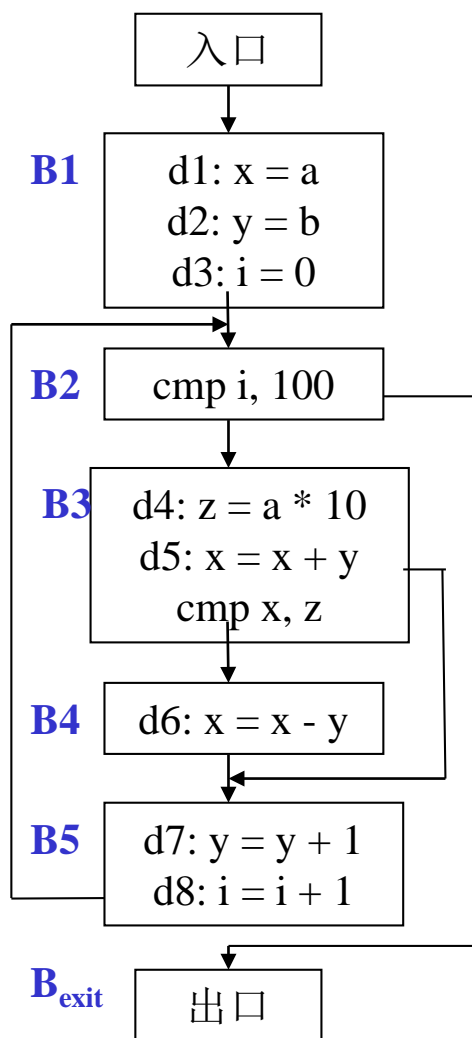 入口
B1
d1: x = a
d2: y = b
d3: i = 0
B2
cmp i, 100
B3
d4: z = a * 10
d5: x = x + y
cmp x, z
B4
d6: x = x - y
B5
d7: y = y + 1
d8: i = i + 1
Bexit
出口